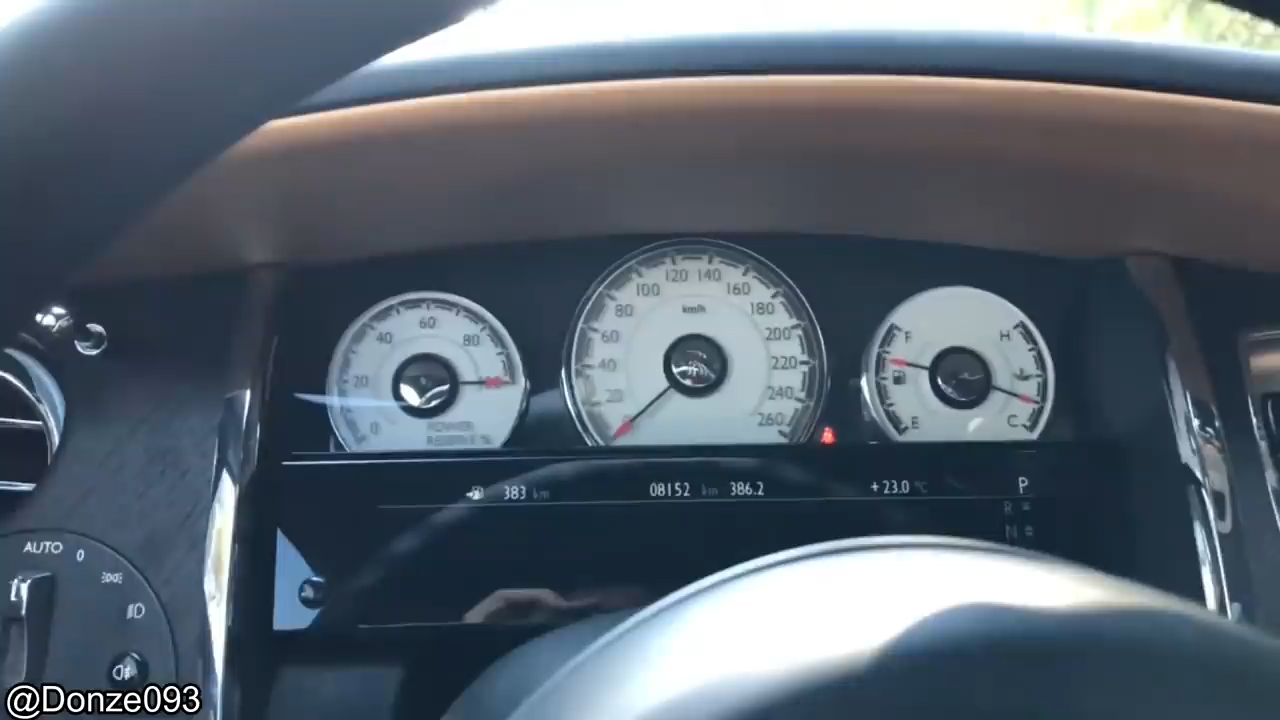 120 140
100 160
80 km/h 180
60 200
40 220
20 240
0 260
60
40 80
20
0
POWER
RESERVE %
F H
E C
383 km 08152 km 386.2 +23.0 °C P
R
N
AUTO 0
@Donze093